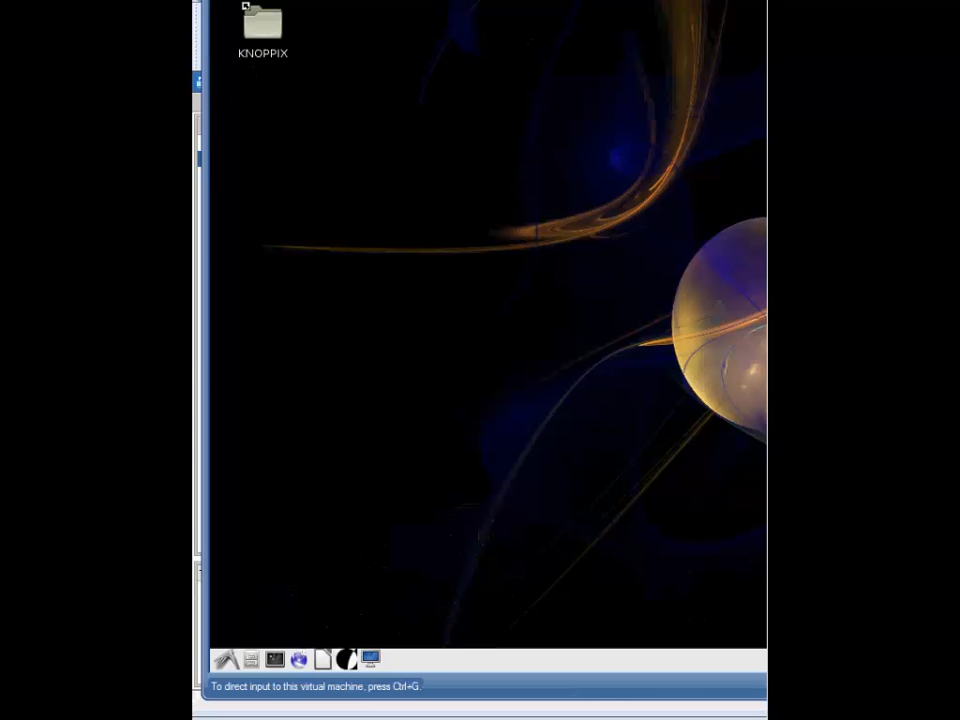 KNOPPIX
To direct input to this virtual machine, press Ctrl+G.